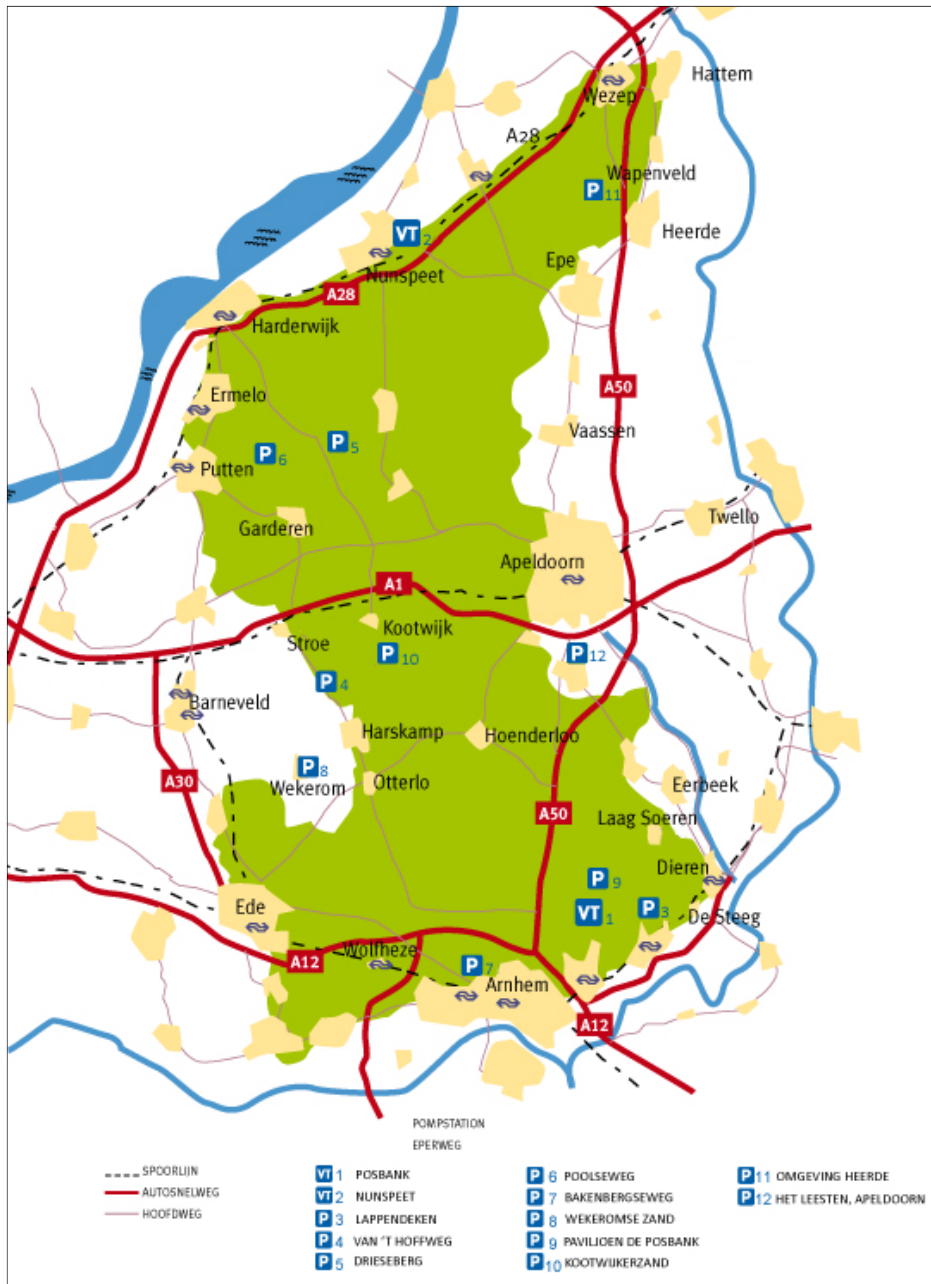 Hattem
Wezep
A28
Wapenveld
P 11
Heerde
VT 2
Epe
Nunspeet
A28
Harderwijk
A50
Ermelo
Vaassen
P 5
P 6
Putten
Twello
Garderen
Apeldoorn
A1
Kootwijk
Stroe
P 10
P 12
P 4
Barneveld
Harskamp
Hoenderloo
P 8
Wekerom
Otterlo
A30
Eerbeek
A50
Laag Soeren
Dieren
P 9
Ede
VT 1
P 3
De Steeg
Wolfheze
A12
P 7
Arnhem
A12
POMPSTATION
EPERWEG
SPOORLIJN
AUTOSNELWEG
HOOFDWEG
VT 1 POSBANK
VT 2 NUNSPEET
P 3 LAPPENDEKEN
P 4 VAN 'T HOFFWEG
P 5 DRIESEBERG
P 6 POOLSEWEG
P 7 BAKENBERGSEWEG
P 8 WEKEROMSE ZAND
P 9 PAVILJOEN DE POSBANK
P 10 KOOTWIJKERZAND
P 11 OMGEVING HEERDE
P 12 HET LEESTEN, APELDOORN